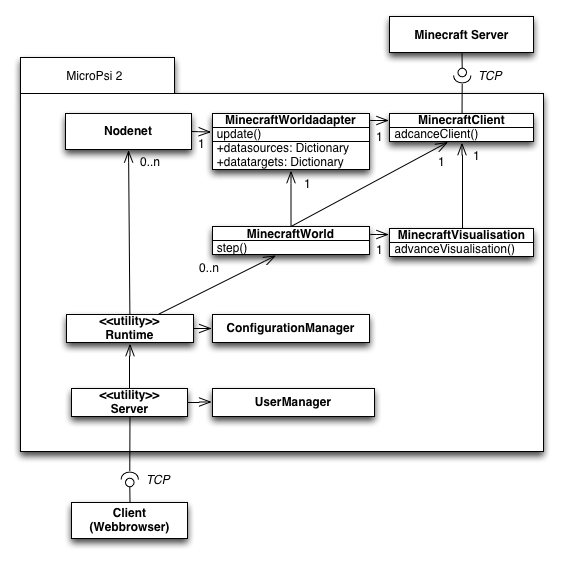 Minecraft Server
TCP
MicroPsi 2
Nodenet
1
MinecraftWorldadapter
update()
+datasources: Dictionary
+datatargets: Dictionary
1
MinecraftClient
adcanceClient()
0..n
1
1
1
MinecraftWorld
step()
1
MinecraftVisualisation
advanceVisualisation()
0..n
<<utility>>
Runtime
ConfigurationManager
<<utility>>
Server
UserManager
TCP
Client
(Webbrowser)